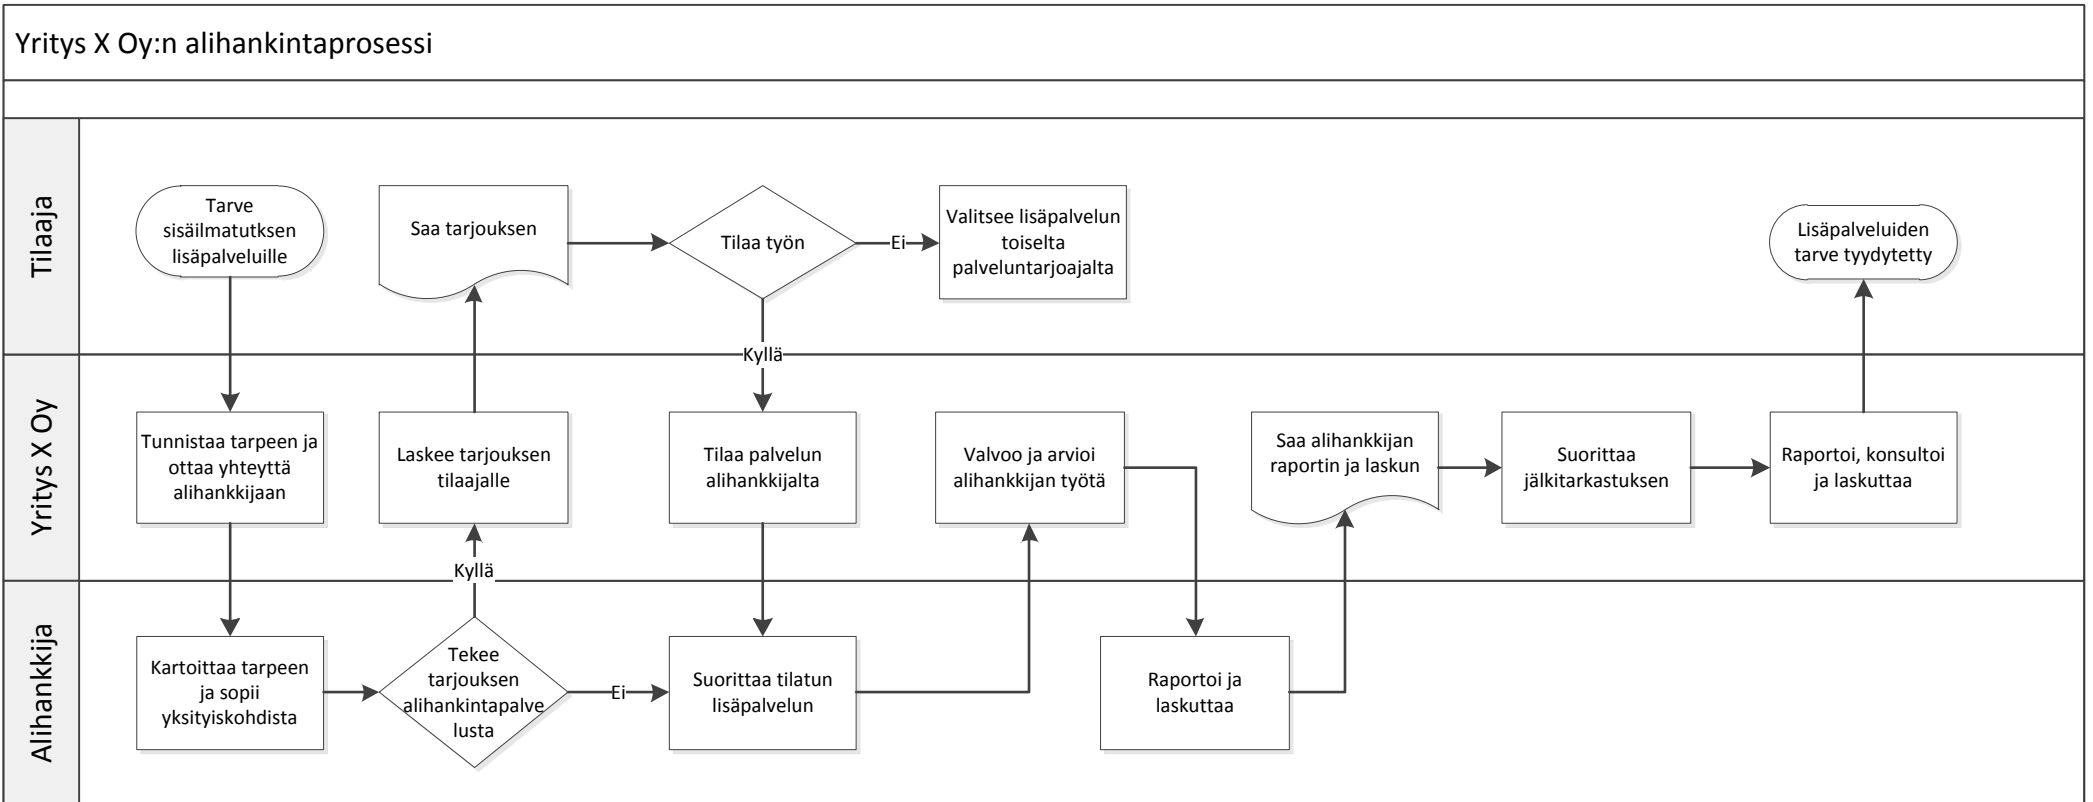 Yritys X Oy:n alihankintaprosessi
Tilaaja
Tarve
sisäilmatutksen
lisäpalveluille
Saa tarjouksen
Tilaa työn
Ei
Valitsee lisäpalvelun
toiselta
palveluntarjoajalta
Lisäpalveluiden
tarve tyydytetty
Kyllä
Yritys X Oy
Tunnistaa tarpeen ja
ottaa yhteyttä
alihankkijaan
Laskee tarjouksen
tilaajalle
Tilaa palvelun
alihankkijalta
Valvoo ja arvioi
alihankkijan työtä
Saa alihankkijan
raportin ja laskun
Suorittaa
jälkitarkastuksen
Raportoi, konsultoi
ja laskuttaa
Kyllä
Alihankkija
Kartoittaa tarpeen
ja sopii
yksityiskohdista
Tekee
tarjouksen
alihankintapalve
lusta
Ei
Suorittaa tilatun
lisäpalvelun
Raportoi ja
laskuttaa